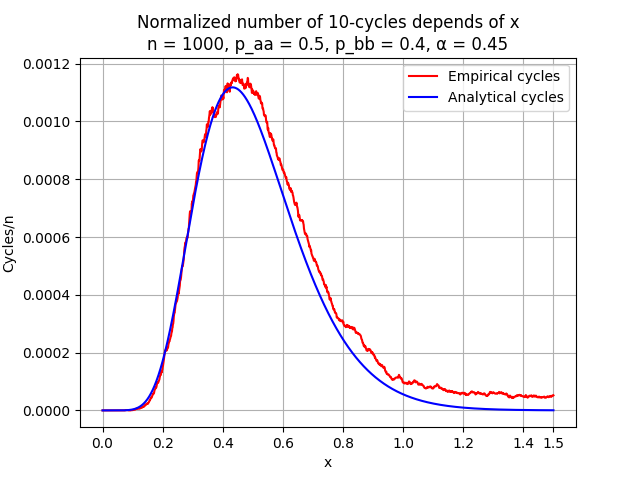 Normalized number of 10-cycles depends of x
n = 1000, p_aa = 0.5, p_bb = 0.4, α = 0.45
Cycles/n
0.0012
0.0010
0.0008
0.0006
0.0004
0.0002
0.0000
Empirical cycles
Analytical cycles
0.0 0.2 0.4 0.6 0.8 1.0 1.2 1.4 1.5
x